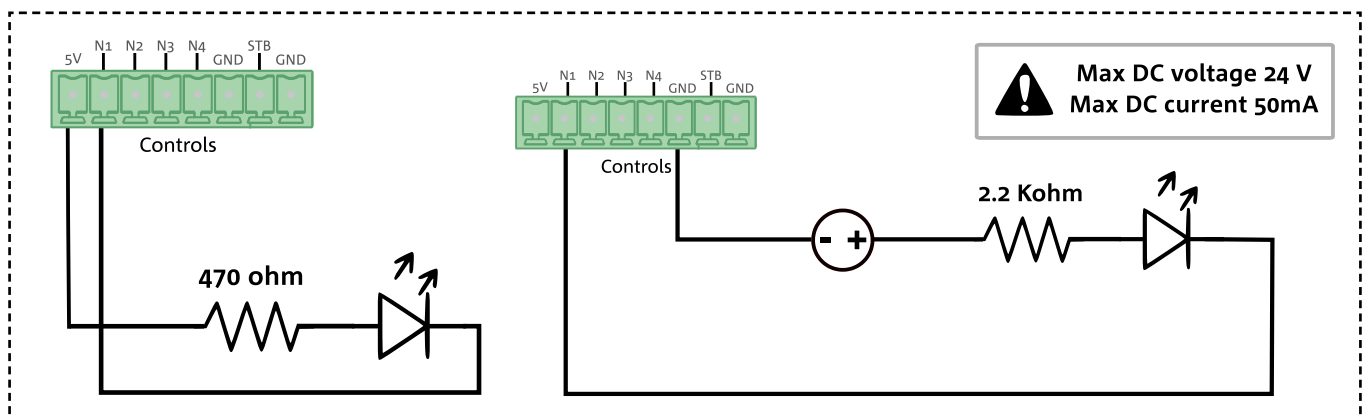 5V N1 N2 N3 N4 GND STB GND
Controls
470 ohm
5V N1 N2 N3 N4 GND STB GND
Controls
- +
2.2 Kohm
! Max DC voltage 24 V
Max DC current 50mA